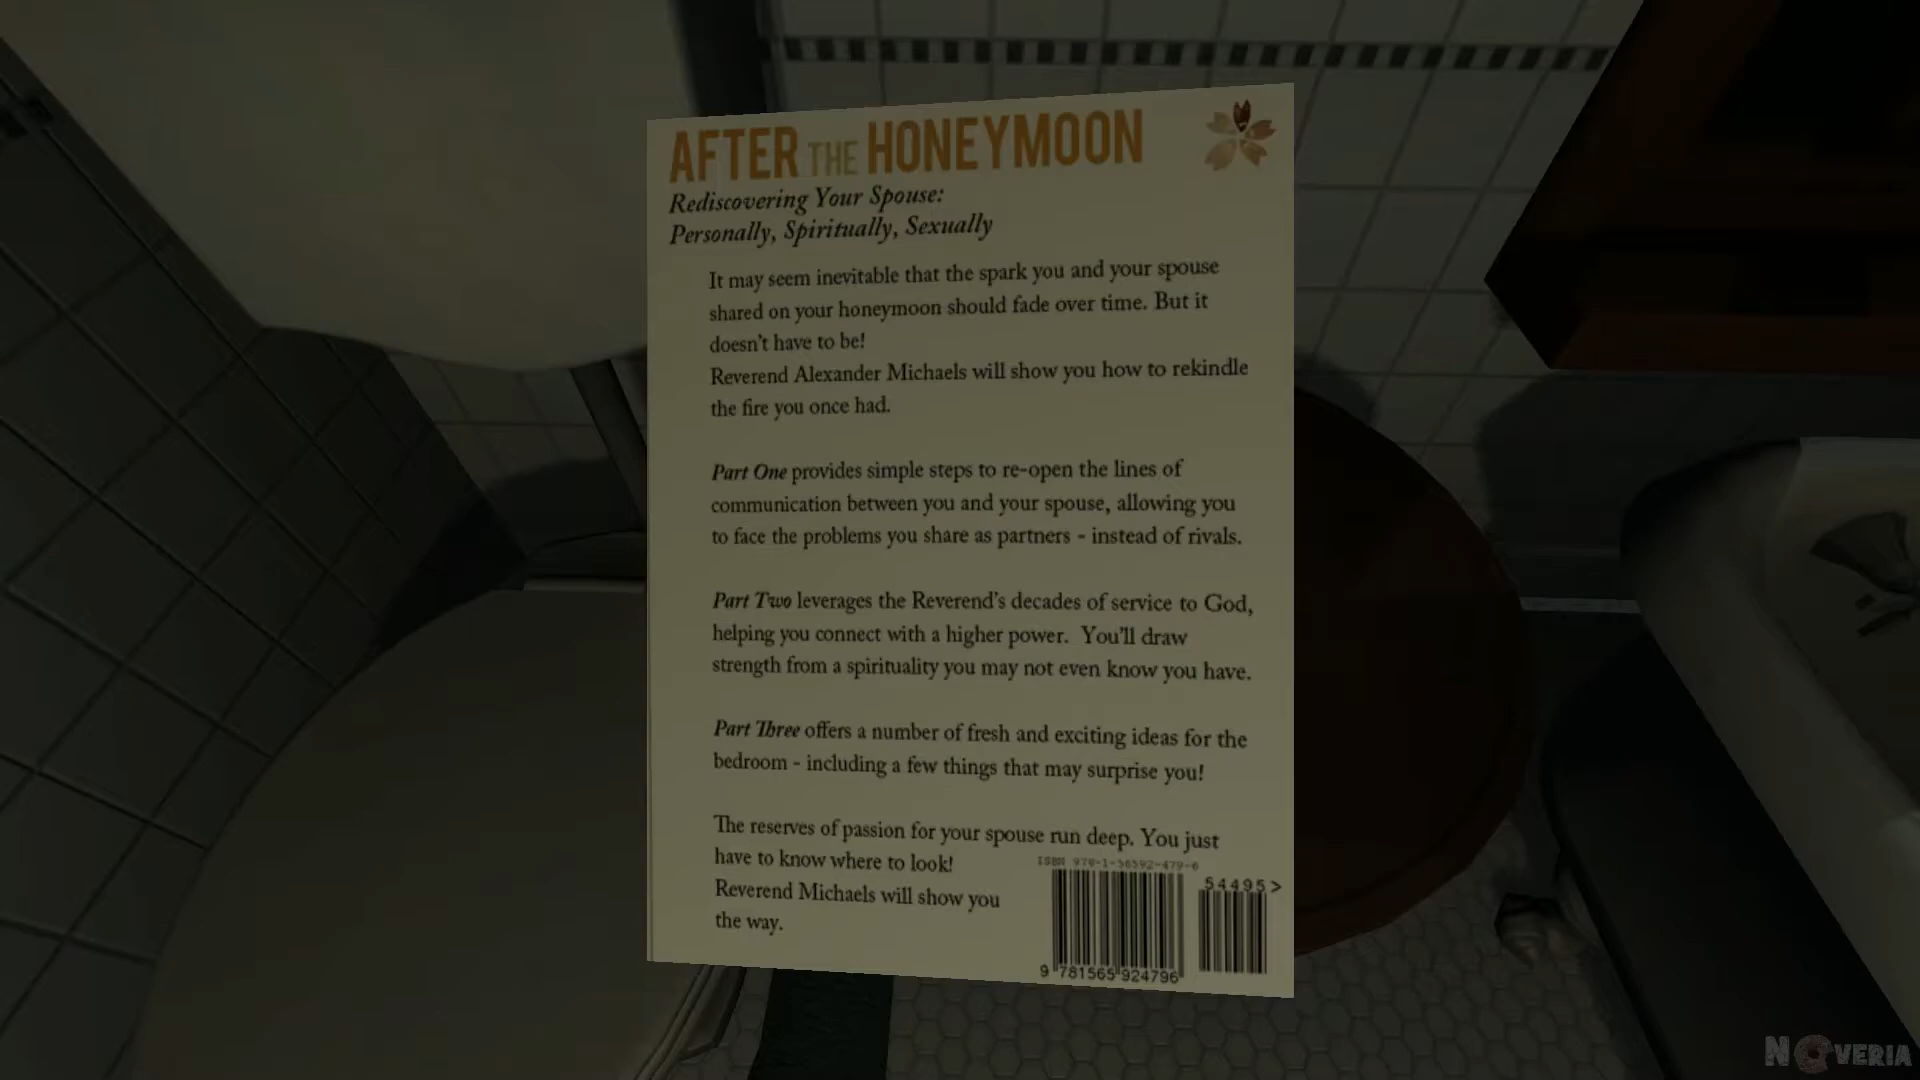 AFTER THE HONEYMOON
Rediscovering Your Spouse:
Personally, Spiritually, Sexually
It may seem inevitable that the spark you and your spouse
shared on your honeymoon should fade over time. But it
doesn't have to be!
Reverend Alexander Michaels will show you how to rekindle
the fire you once had.
Part One provides simple steps to re-open the lines of
communication between you and your spouse, allowing you
to face the problems you share as partners - instead of rivals.
Part Two leverages the Reverend's decades of service to God,
helping you connect with a higher power. You'll draw
strength from a spirituality you may not even know you have.
Part Three offers a number of fresh and exciting ideas for the
bedroom - including a few things that may surprise you!
The reserves of passion for your spouse run deep. You just
have to know where to look!
Reverend Michaels will show you
the way.
ISBN 978-1-56592-479-6
54495>
9 781565 924796
NOVERIA